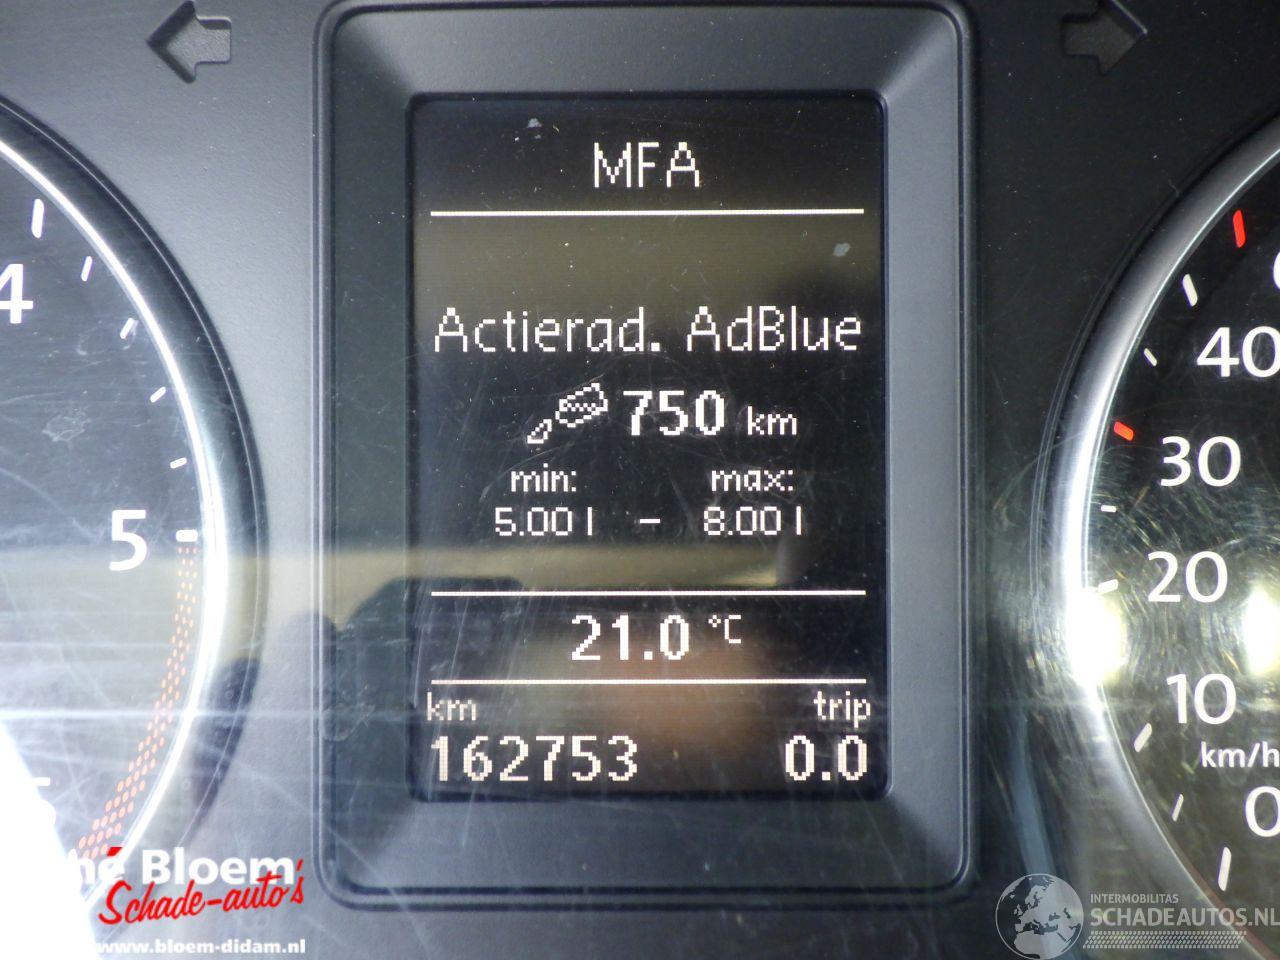 MFA
Actierad. AdBlue
750 km
min: max:
5.00 l – 8.00 l
21.0 °C
km trip
162753 0.0
4
5
40
30
20
10
km/h
0
Bloem
Schade-auto's
www.bloem-didam.nl
INTERMOBILITAS
SCHADEAUTOS.NL